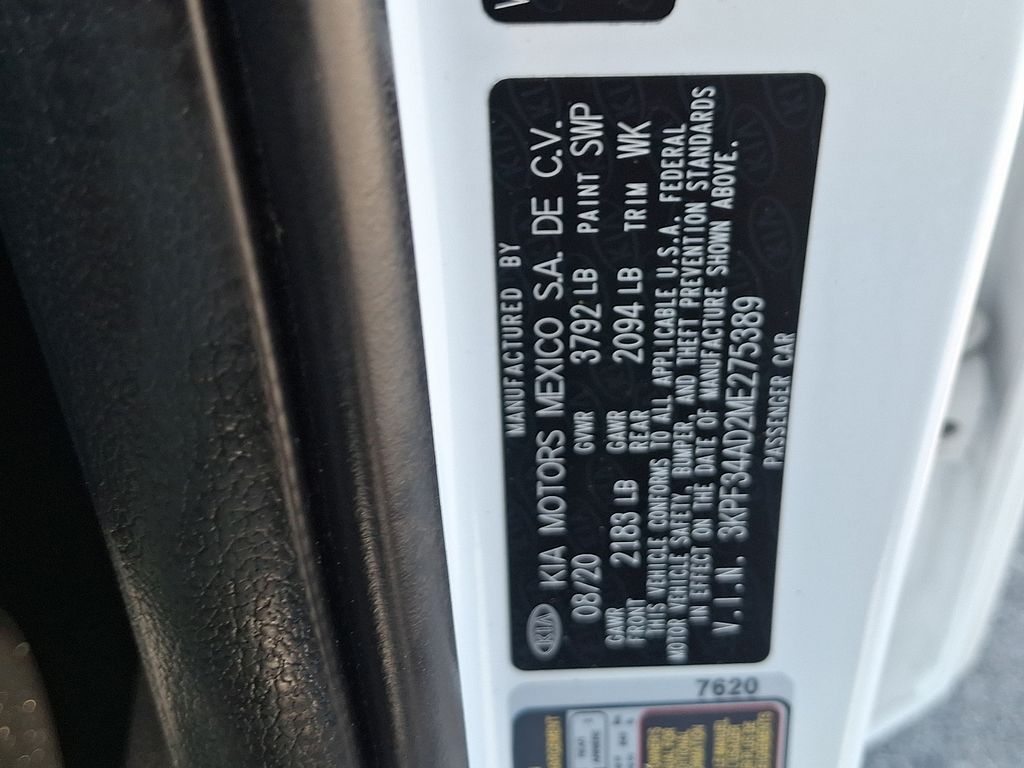 MANUFACTURED BY
KIA KIA MOTORS MEXICO S.A. DE C.V.
08/20 GVWR 3792 LB PAINT SWP
GAWR FRONT 2183 LB GAWR REAR 2094 LB TRIM WK
THIS VEHICLE CONFORMS TO ALL APPLICABLE U.S.A. FEDERAL
MOTOR VEHICLE SAFETY, BUMPER, AND THEFT PREVENTION STANDARDS
IN EFFECT ON THE DATE OF MANUFACTURE SHOWN ABOVE.
V.I.N. 3KPF34AD2ME275389
PASSENGER CAR
7620